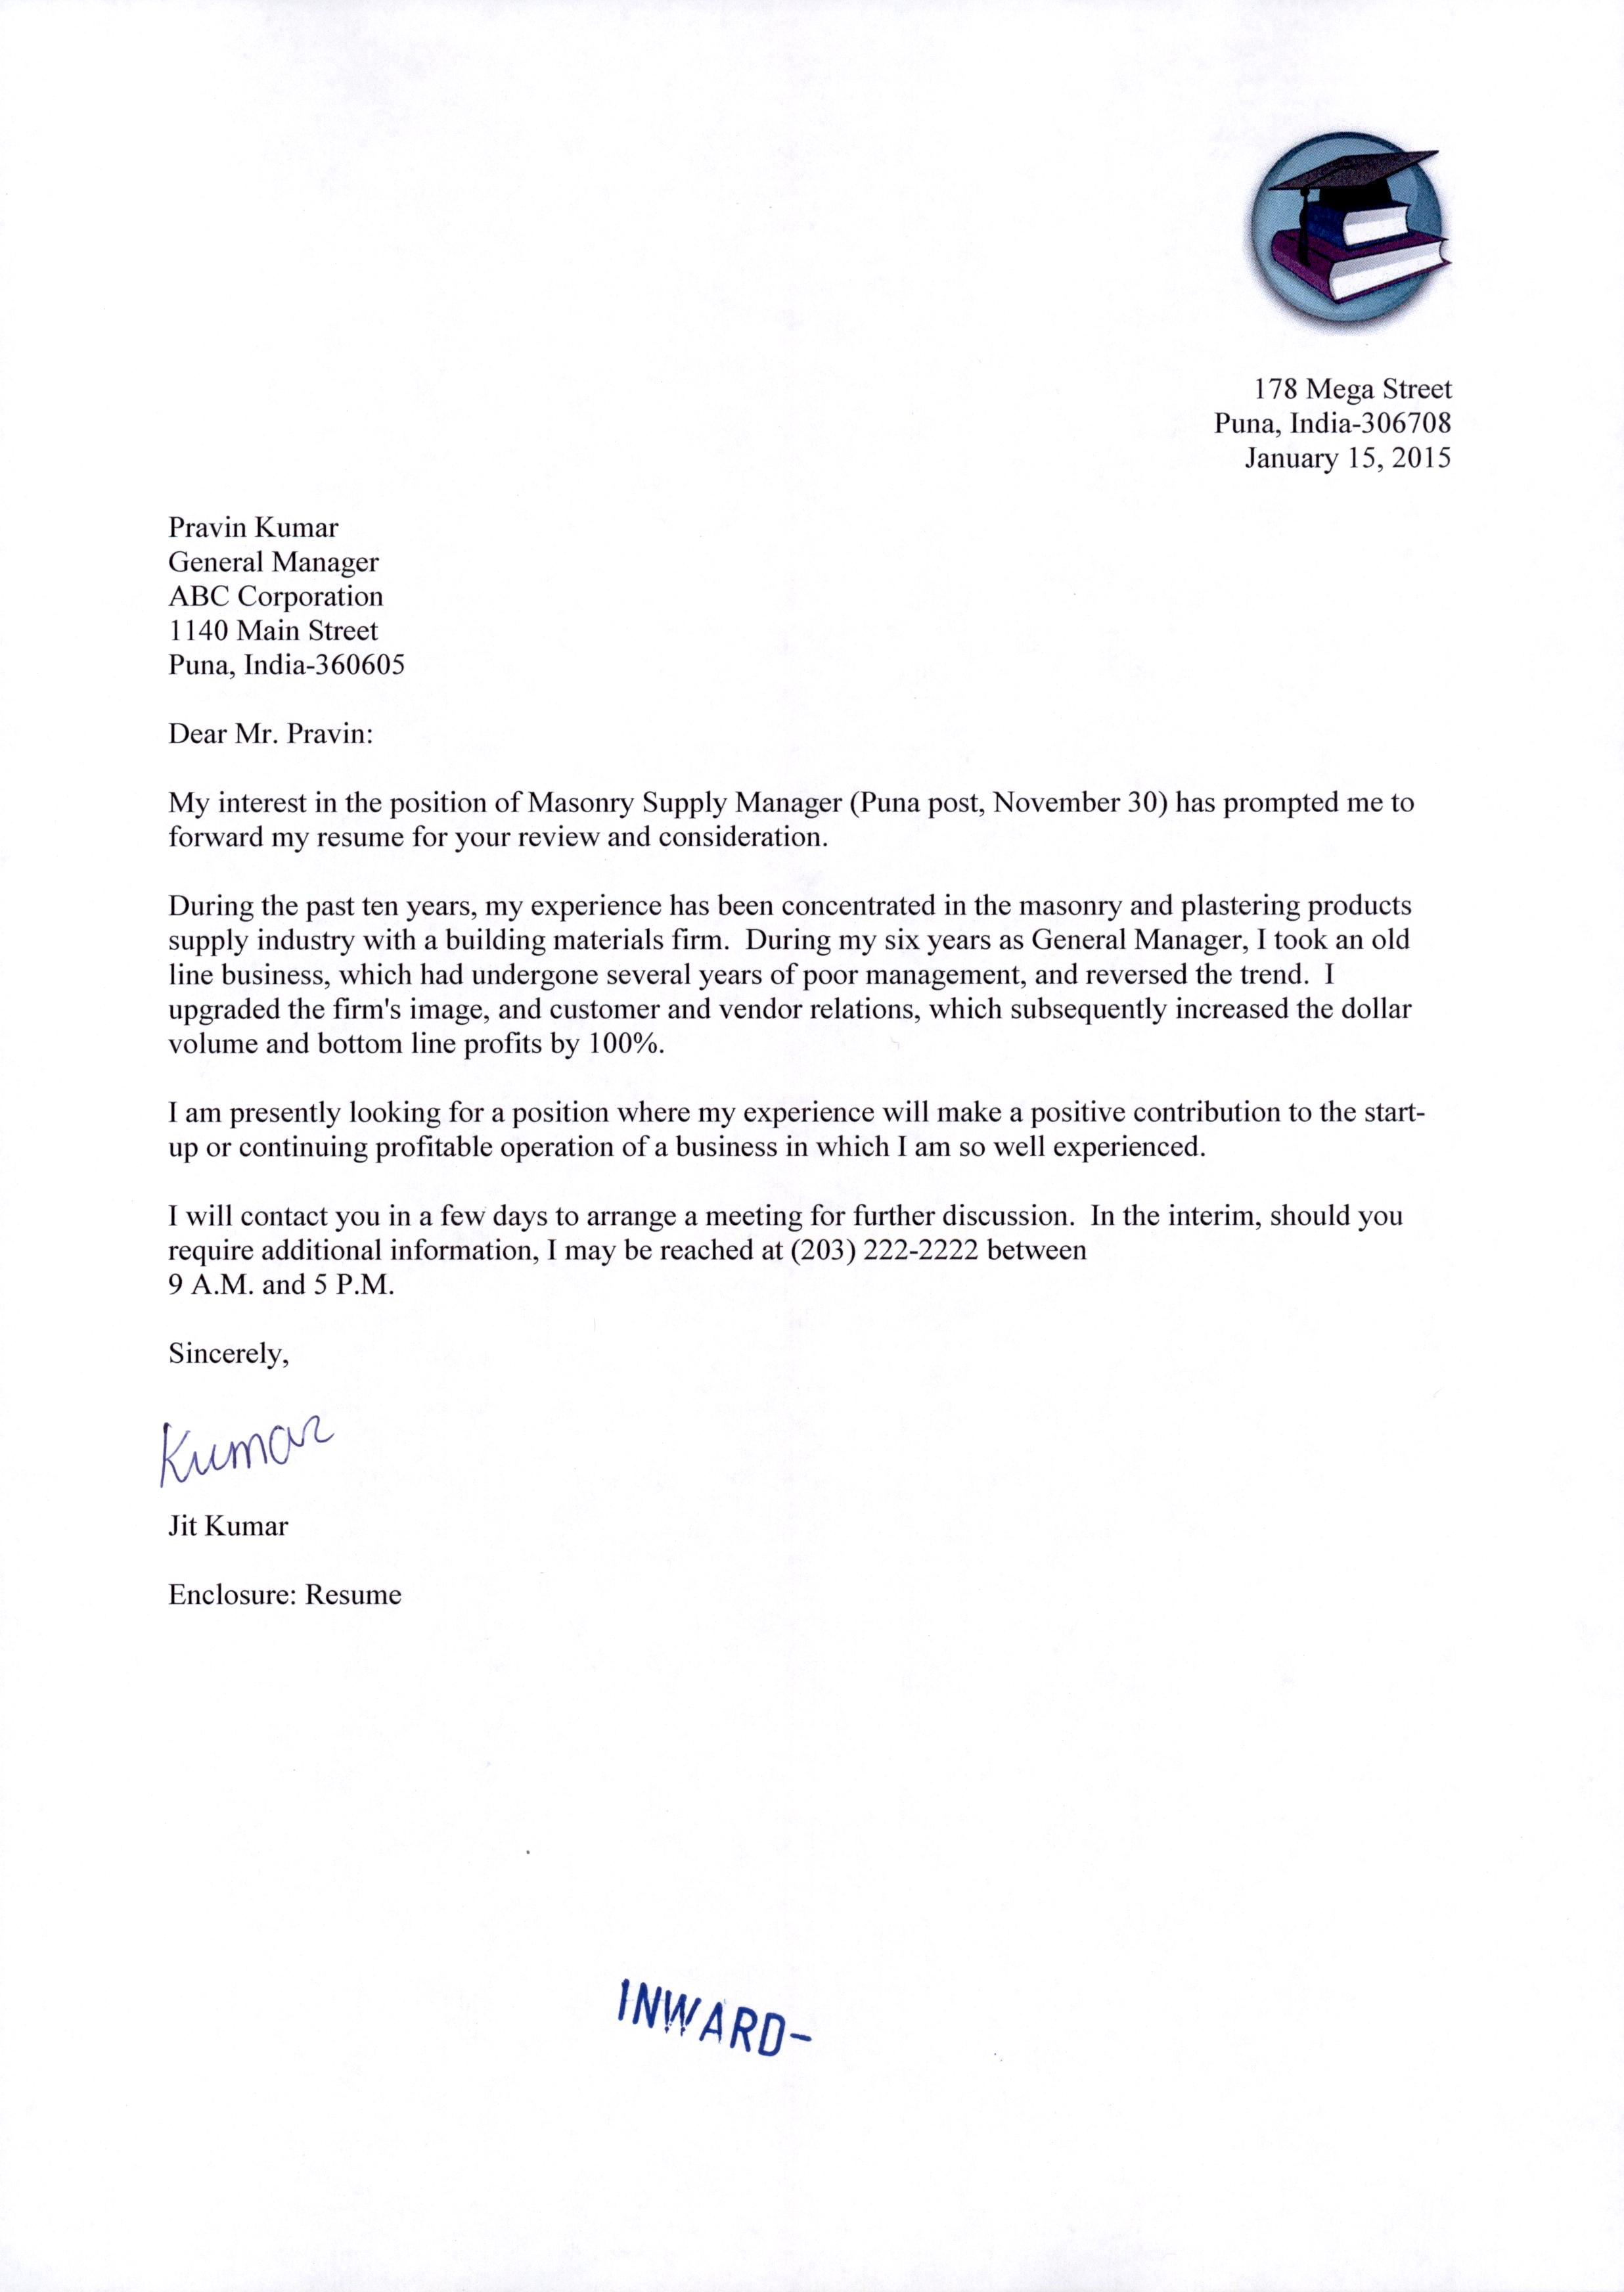 178 Mega Street
Puna, India-306708
January 15, 2015
Pravin Kumar
General Manager
ABC Corporation
1140 Main Street
Puna, India-360605
Dear Mr. Pravin:
My interest in the position of Masonry Supply Manager (Puna post, November 30) has prompted me to
forward my resume for your review and consideration.
During the past ten years, my experience has been concentrated in the masonry and plastering products
supply industry with a building materials firm.  During my six years as General Manager, I took an old
line business, which had undergone several years of poor management, and reversed the trend.  I
upgraded the firm's image, and customer and vendor relations, which subsequently increased the dollar
volume and bottom line profits by 100%.
I am presently looking for a position where my experience will make a positive contribution to the start-
up or continuing profitable operation of a business in which I am so well experienced.
I will contact you in a few days to arrange a meeting for further discussion.  In the interim, should you
require additional information, I may be reached at (203) 222-2222 between
9 A.M. and 5 P.M.
Sincerely,
Kumar
Jit Kumar
Enclosure: Resume
INWARD-